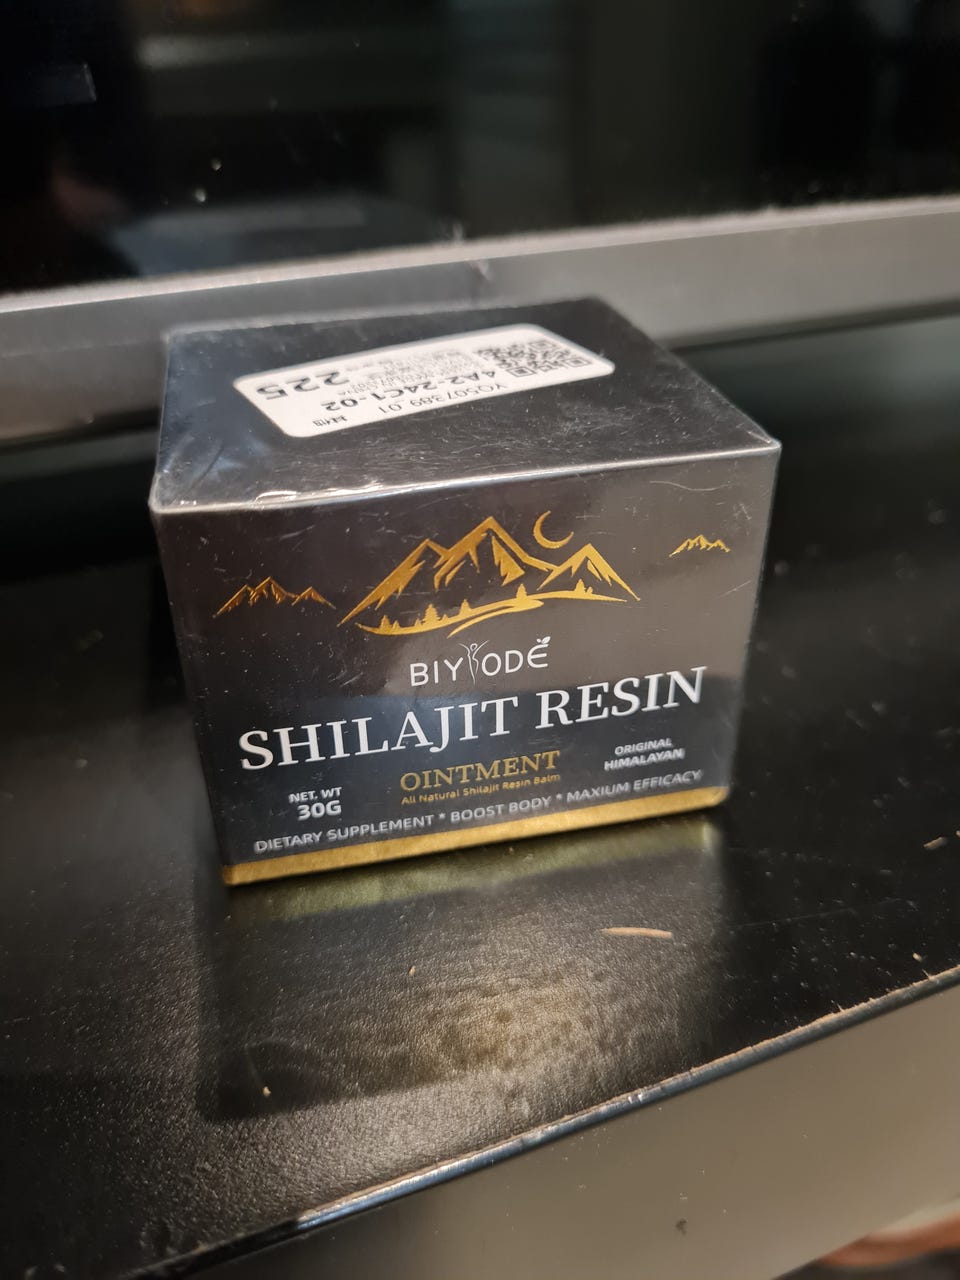 YQ507389_01
4A2-24C1-02
225
BIYODE
SHILAJIT RESIN
OINTMENT
All Natural Shilajit Resin Balm
NET. WT
30G
ORIGINAL
HIMALAYAN
DIETARY SUPPLEMENT * BOOST BODY * MAXIUM EFFICACY